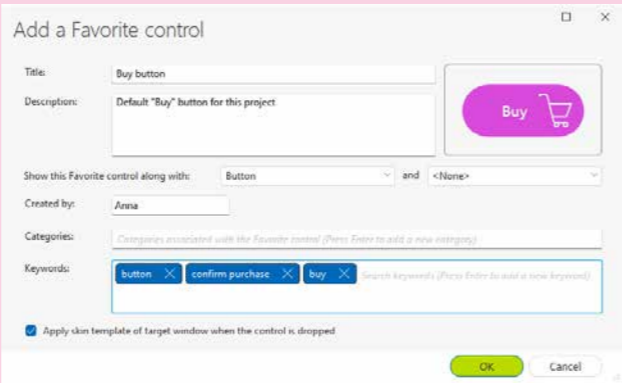 Add a Favorite control
Title: Buy button
Description: Default "Buy" button for this project
Buy
Show this Favorite control along with: Button and <None>
Created by: Anna
Categories: Categories associated with the Favorite control (Press Enter to add a new category)
Keywords: button confirm purchase buy Search keywords (Press Enter to add a new keyword)
Apply skin template of target window when the control is dropped
OK Cancel